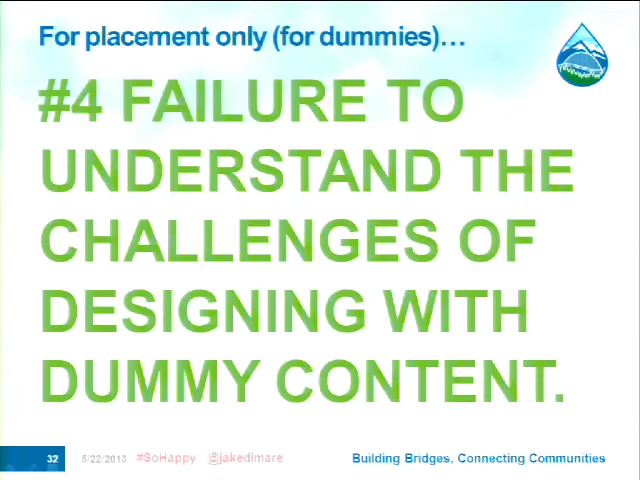 For placement only (for dummies)…
#4 FAILURE TO
UNDERSTAND THE
CHALLENGES OF
DESIGNING WITH
DUMMY CONTENT.
32 5/22/2013 #SoHappy @jakedimare Building Bridges, Connecting Communities